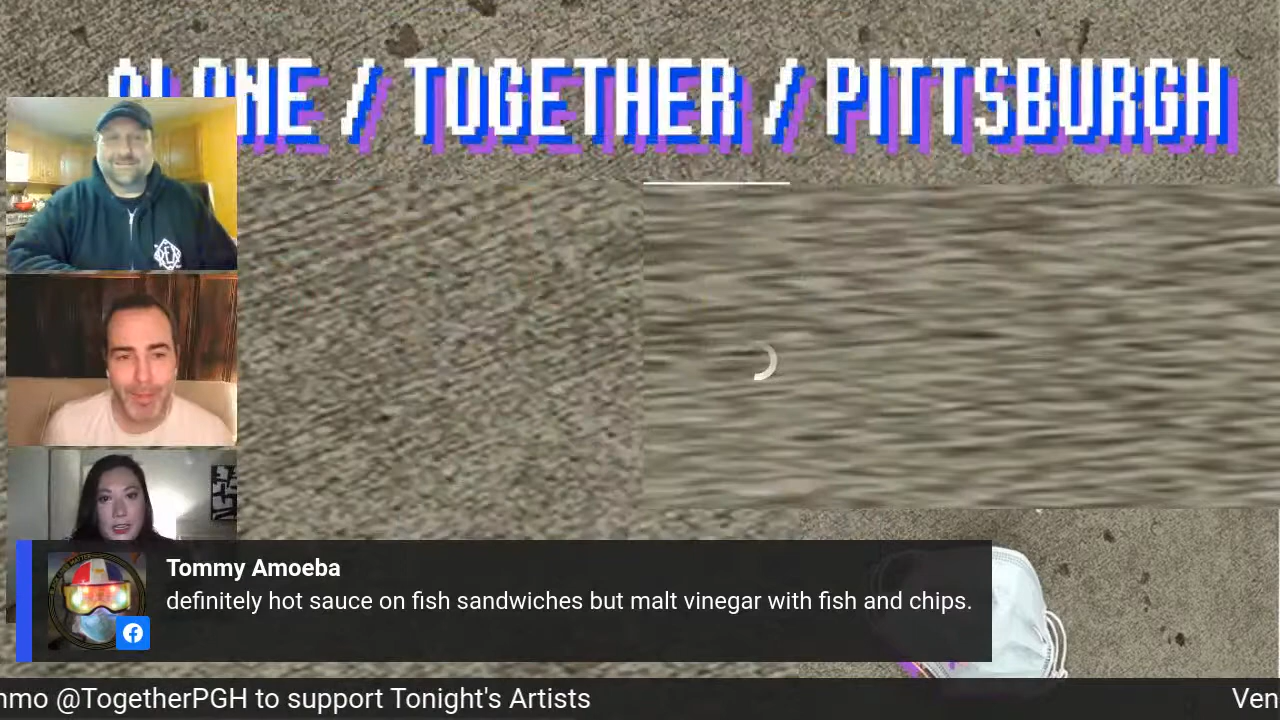 ALONE / TOGETHER / PITTSBURGH
Tommy Amoeba
definitely hot sauce on fish sandwiches but malt vinegar with fish and chips.
nmo @TogetherPGH to support Tonight's Artists
Ven